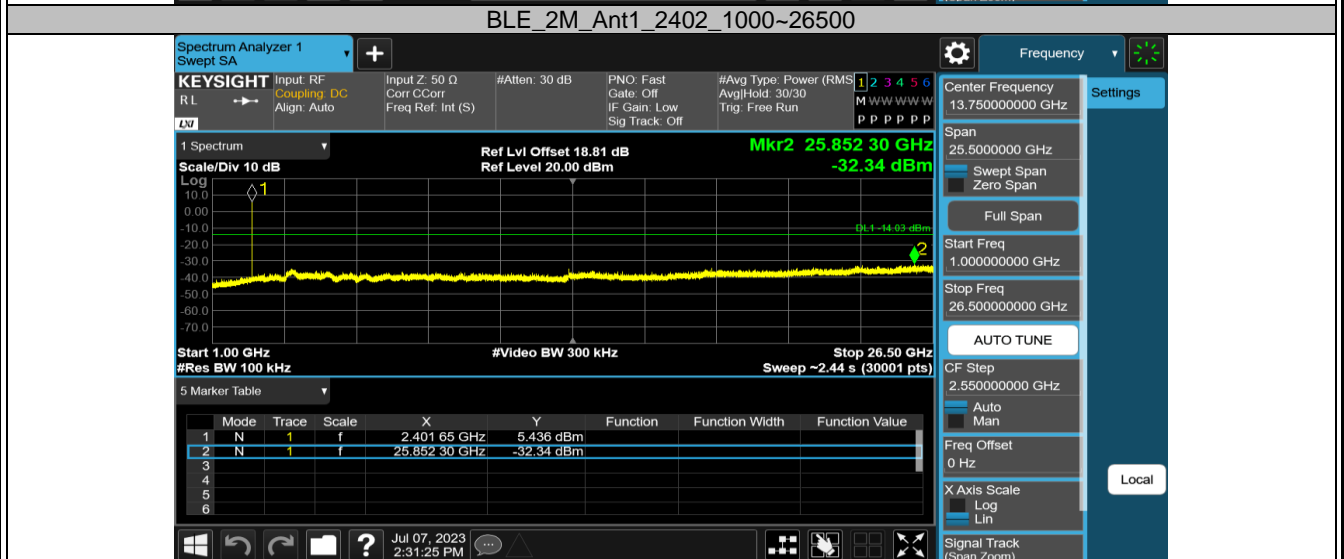 BLE_2M_Ant1_2402_1000~26500
Spectrum Analyzer 1
Swept SA
Frequency
KEYSIGHT
RL
LXI
Input: RF
Coupling: DC
Align: Auto
Input Z: 50 Ω
Corr CCorr
Freq Ref: Int (S)
#Atten: 30 dB
PNO: Fast
Gate: Off
IF Gain: Low
Sig Track: Off
#Avg Type: Power (RMS
Avg|Hold: 30/30
Trig: Free Run
1 2 3 4 5 6
M W W W W W
P P P P P P
1 Spectrum
Scale/Div 10 dB
Ref Lvl Offset 18.81 dB
Ref Level 20.00 dBm
Mkr2 25.852 30 GHz
-32.34 dBm
Log
10.0
0.00
-10.0
-20.0
-30.0
-40.0
-50.0
-60.0
-70.0
1
DL1 -14.03 dBm
2
Start 1.00 GHz
#Video BW 300 kHz
Stop 26.50 GHz
#Res BW 100 kHz
Sweep ~2.44 s (30001 pts)
5 Marker Table
Mode Trace Scale X Y Function Function Width Function Value
1 N 1 f 2.401 65 GHz 5.436 dBm
2 N 1 f 25.852 30 GHz -32.34 dBm
3
4
5
6
Jul 07, 2023
2:31:25 PM
Center Frequency
13.750000000 GHz
Settings
Span
25.5000000 GHz
Swept Span
Zero Span
Full Span
Start Freq
1.000000000 GHz
Stop Freq
26.500000000 GHz
AUTO TUNE
CF Step
2.550000000 GHz
Auto
Man
Freq Offset
0 Hz
Local
X Axis Scale
Log
Lin
Signal Track
(Span Zoom)